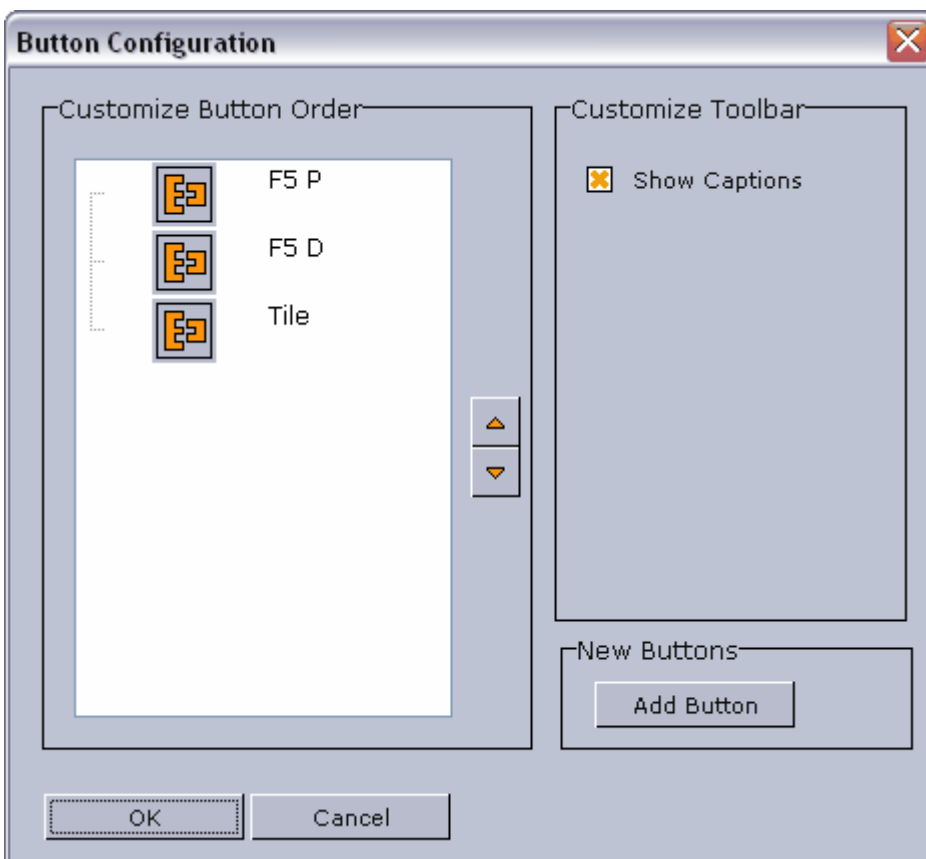 Button Configuration
Customize Button Order
F5 P
F5 D
Tile
Customize Toolbar
Show Captions
New Buttons
Add Button
OK
Cancel